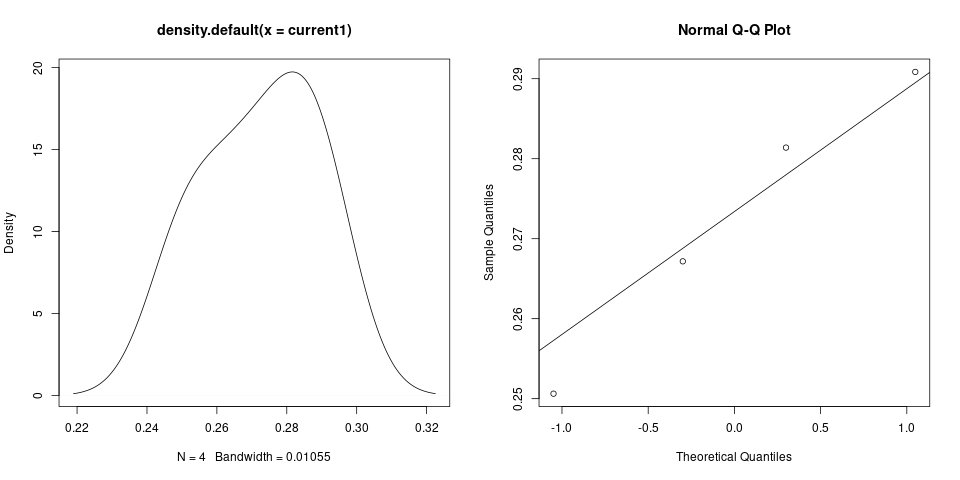 density.default(x = current1)
Density
0
5
10
15
20
0.22 0.24 0.26 0.28 0.30 0.32
N = 4 Bandwidth = 0.01055
Normal Q-Q Plot
Sample Quantiles
0.25
0.26
0.27
0.28
0.29
-1.0 -0.5 0.0 0.5 1.0
Theoretical Quantiles